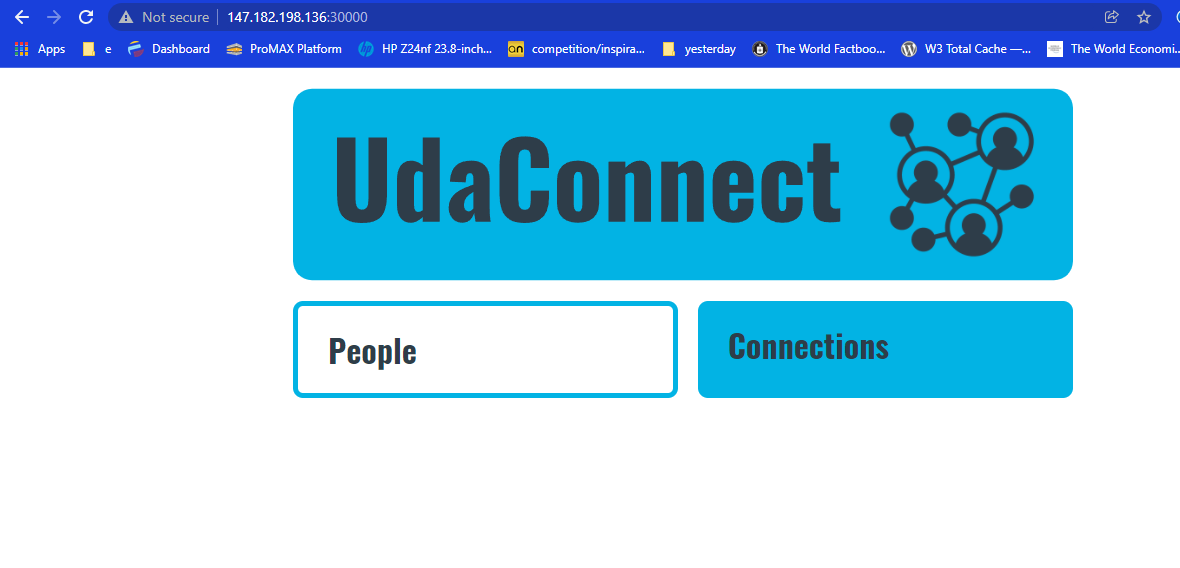 Not secure 147.182.198.136:30000
Apps e Dashboard ProMAX Platform HP Z24nf 23.8-inch... an competition/inspira... yesterday The World Factboo... W3 Total Cache —... The World Economi...
UdaConnect
People Connections